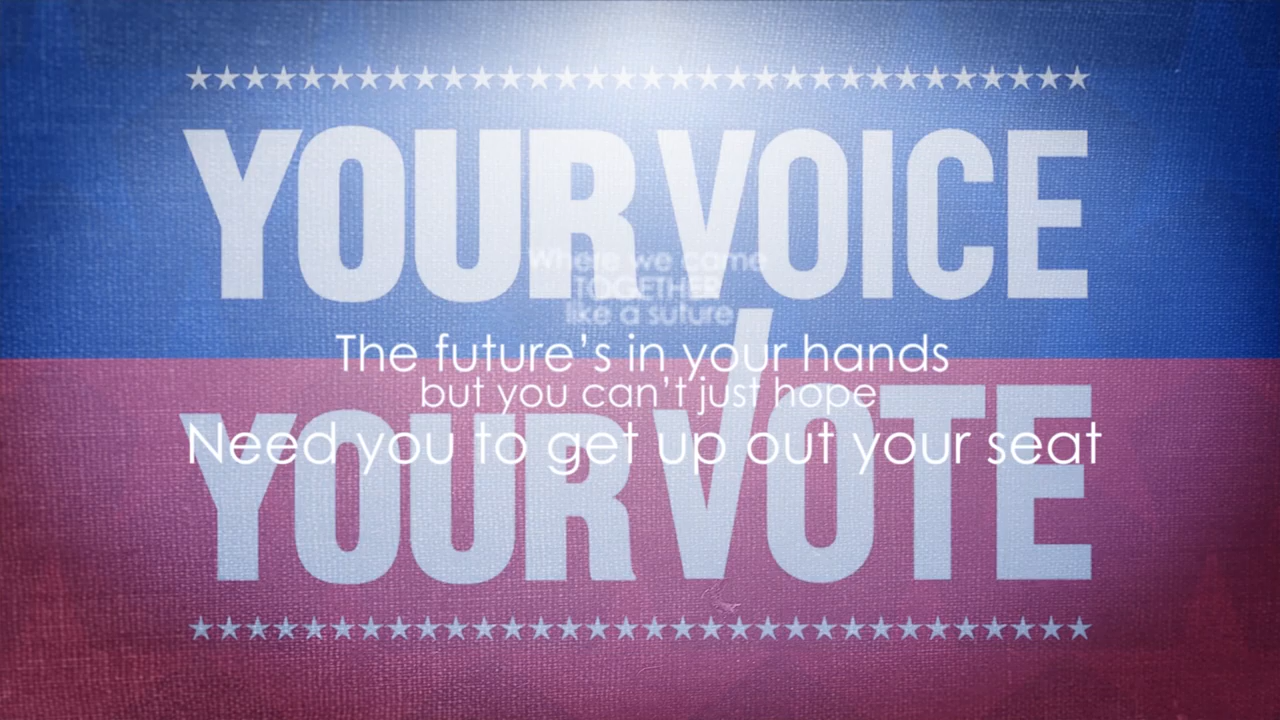 YOUR VOICE
Where we came
TOGETHER
like a suture
The future's in your hands
but you can't just hope
Need you to get up out your seat
YOUR VOTE